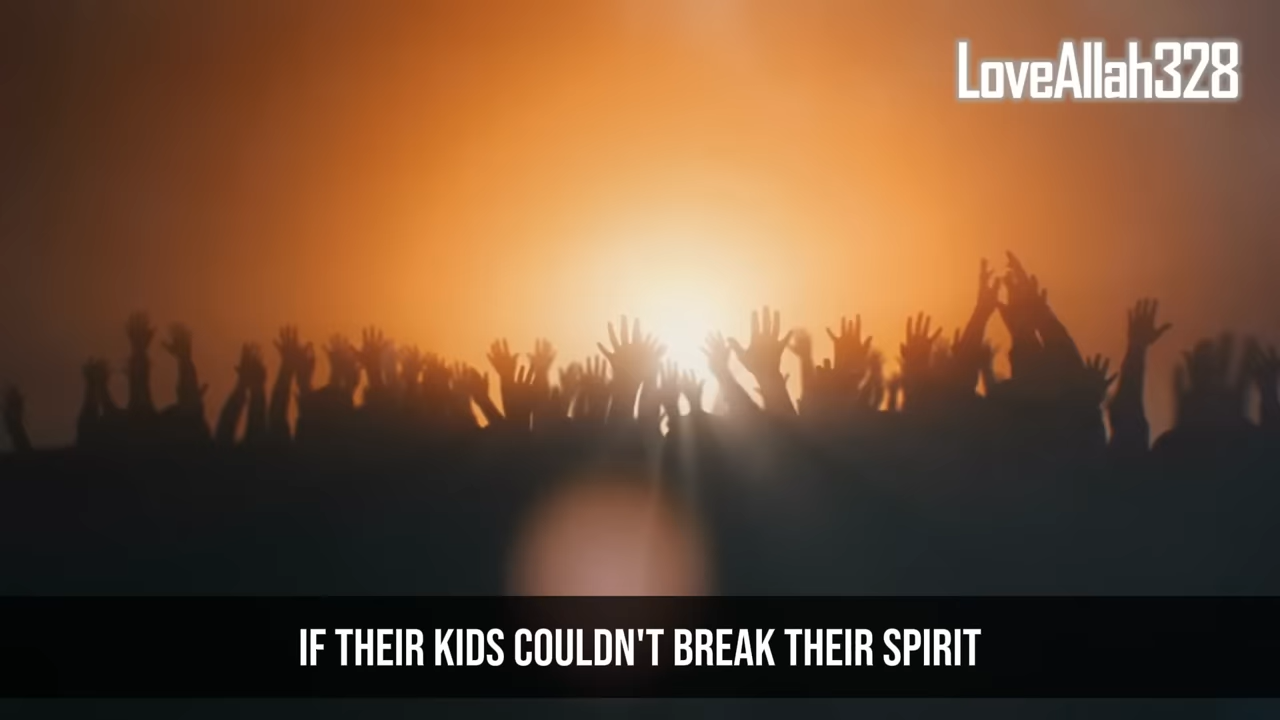 LoveAllah328
IF THEIR KIDS COULDN'T BREAK THEIR SPIRIT